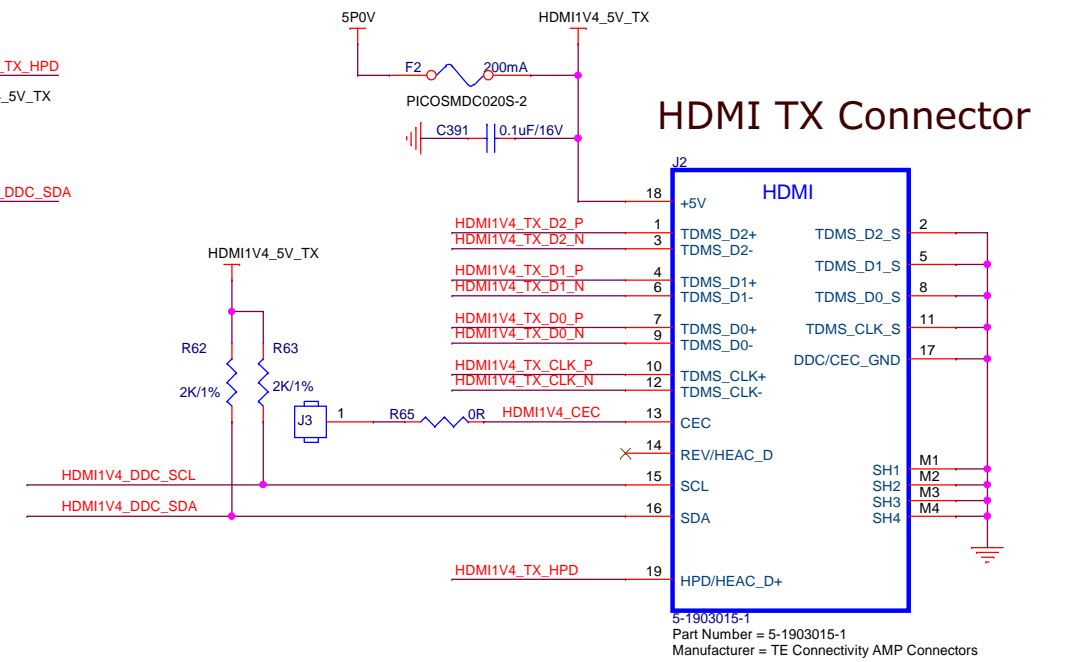 5P0V
HDMI1V4_5V_TX
_TX_HPD
_5V_TX
F2
200mA
PICOSMDC020S-2
HDMI TX Connector
C391
0.1uF/16V
J2
HDMI
_DDC_SDA
18
+5V
HDMI1V4_TX_D2_P
1
TDMS_D2+
TDMS_D2_S
2
HDMI1V4_TX_D2_N
3
TDMS_D2-
HDMI1V4_5V_TX
TDMS_D1_S
5
HDMI1V4_TX_D1_P
4
TDMS_D1+
HDMI1V4_TX_D1_N
6
TDMS_D1-
TDMS_D0_S
8
HDMI1V4_TX_D0_P
7
TDMS_D0+
TDMS_CLK_S
11
HDMI1V4_TX_D0_N
9
TDMS_D0-
R62
R63
DDC/CEC_GND
17
HDMI1V4_TX_CLK_P
10
TDMS_CLK+
HDMI1V4_TX_CLK_N
12
TDMS_CLK-
2K/1%
2K/1%
J3
1
R65
0R
HDMI1V4_CEC
13
CEC
14
REV/HEAC_D
HDMI1V4_DDC_SCL
15
SCL
SH1
M1
SH2
M2
SH3
M3
SH4
M4
HDMI1V4_DDC_SDA
16
SDA
HDMI1V4_TX_HPD
19
HPD/HEAC_D+
5-1903015-1
Part Number = 5-1903015-1
Manufacturer = TE Connectivity AMP Connectors